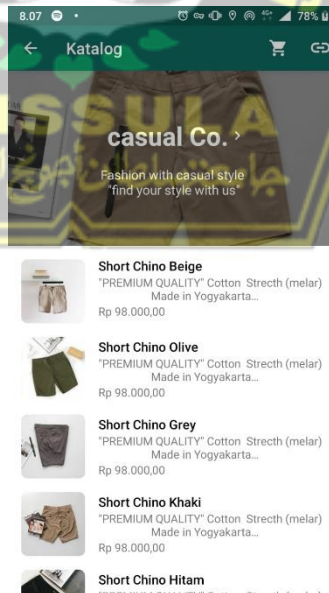 8.07
4G+
78%
Katalog
ISSULA
casual Co. >
Fashion with casual style
"find your style with us"
Short Chino Beige
"PREMIUM QUALITY" Cotton Strecth (melar)
Made in Yogyakarta...
Rp 98.000,00
Short Chino Olive
"PREMIUM QUALITY" Cotton Strecth (melar)
Made in Yogyakarta...
Rp 98.000,00
Short Chino Grey
"PREMIUM QUALITY" Cotton Strecth (melar)
Made in Yogyakarta...
Rp 98.000,00
Short Chino Khaki
"PREMIUM QUALITY" Cotton Strecth (melar)
Made in Yogyakarta...
Rp 98.000,00
Short Chino Hitam